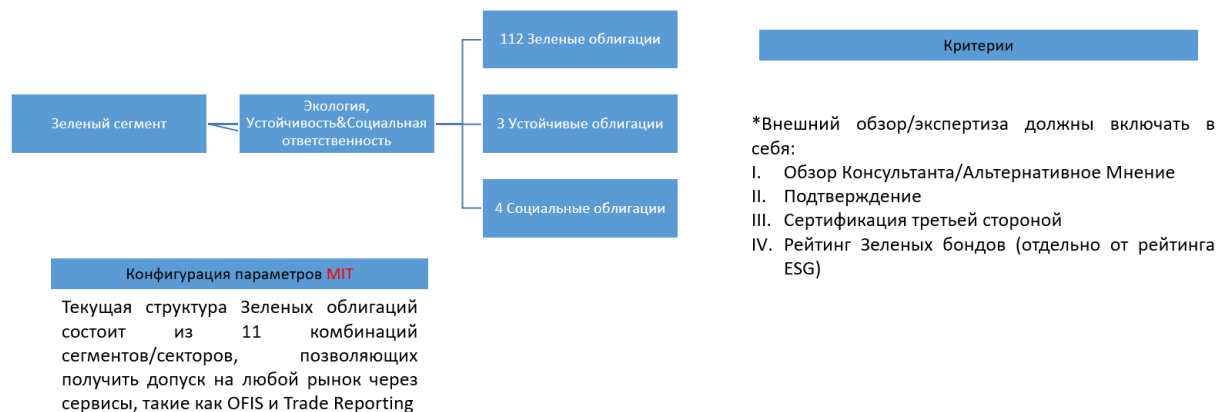 Зеленый сегмент
Экология,
Устойчивость&Социальная
ответственность
112 Зеленые облигации
3 Устойчивые облигации
4 Социальные облигации
Конфигурация параметров MIT
Текущая структура Зеленых облигаций
состоит из 11 комбинаций
сегментов/секторов, позволяющих
получить допуск на любой рынок через
сервисы, такие как OFIS и Trade Reporting
Критерии
*Внешний обзор/экспертиза должны включать в
себя:
I. Обзор Консультанта/Альтернативное Мнение
II. Подтверждение
III. Сертификация третьей стороной
IV. Рейтинг Зеленых бондов (отдельно от рейтинга
ESG)